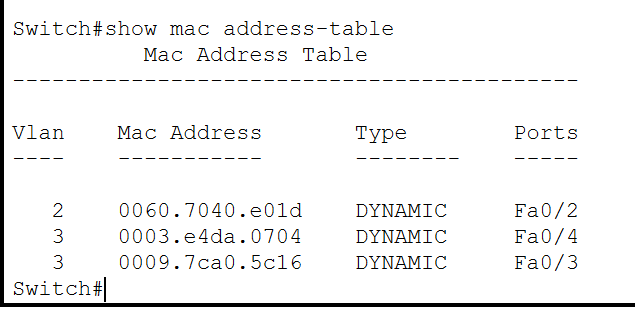 Switch#show mac address-table
Mac Address Table
-------------------------------------------
Vlan Mac Address Type Ports
---- ----------- -------- -----
2 0060.7040.e01d DYNAMIC Fa0/2
3 0003.e4da.0704 DYNAMIC Fa0/4
3 0009.7ca0.5c16 DYNAMIC Fa0/3
Switch#